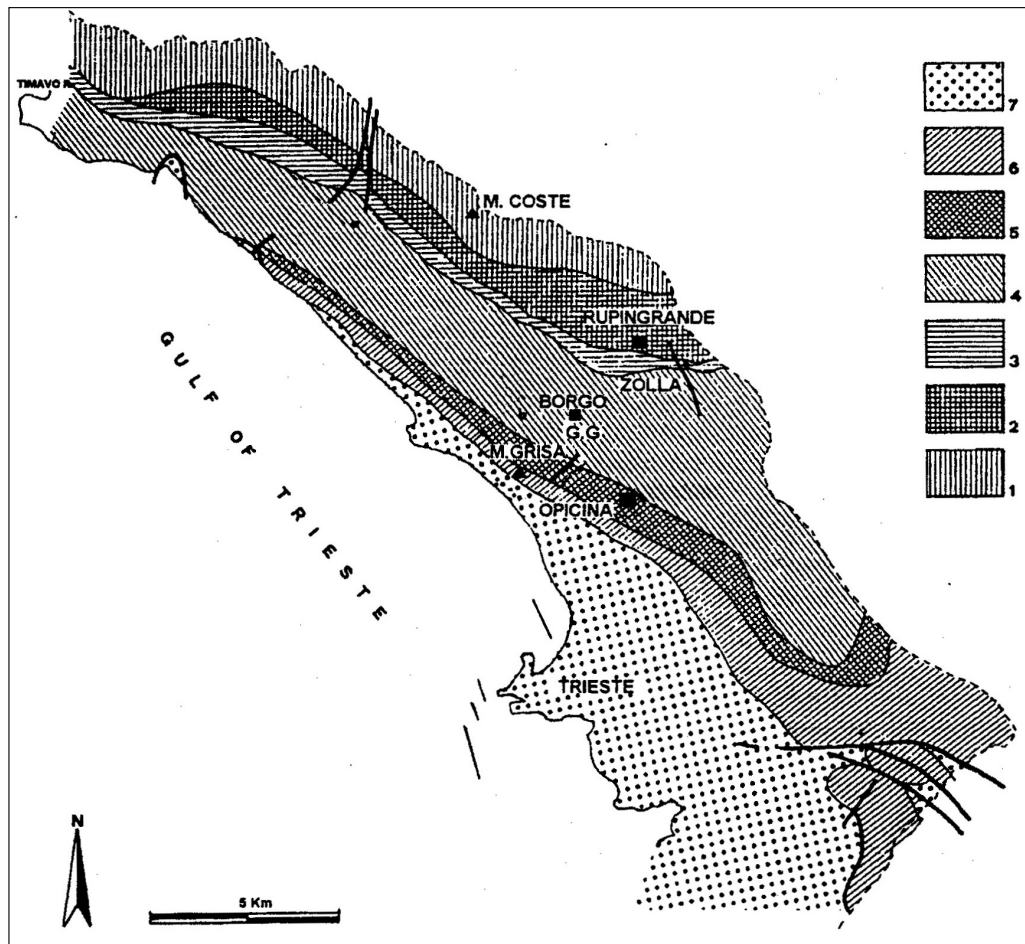 TIMAVO R.
M. COSTE
RUPINGRANDE
ZOLLA
BORGO
G.G.
M.GRISA
OPICINA
TRIESTE
GULF OF TRIESTE
N
5 Km
7
6
5
4
3
2
1